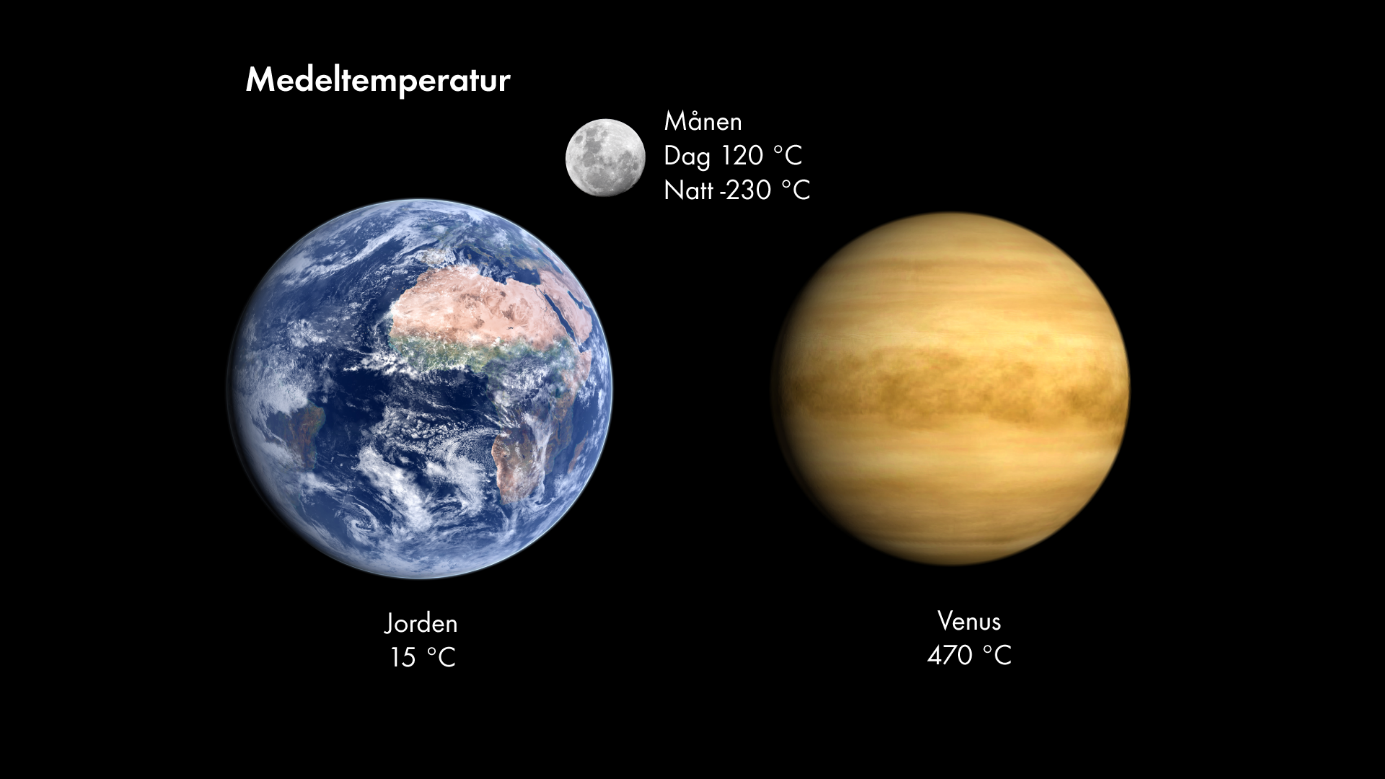 Medeltemperatur
Månen
Dag 120 °C
Natt -230 °C
Jorden
15 °C
Venus
470 °C